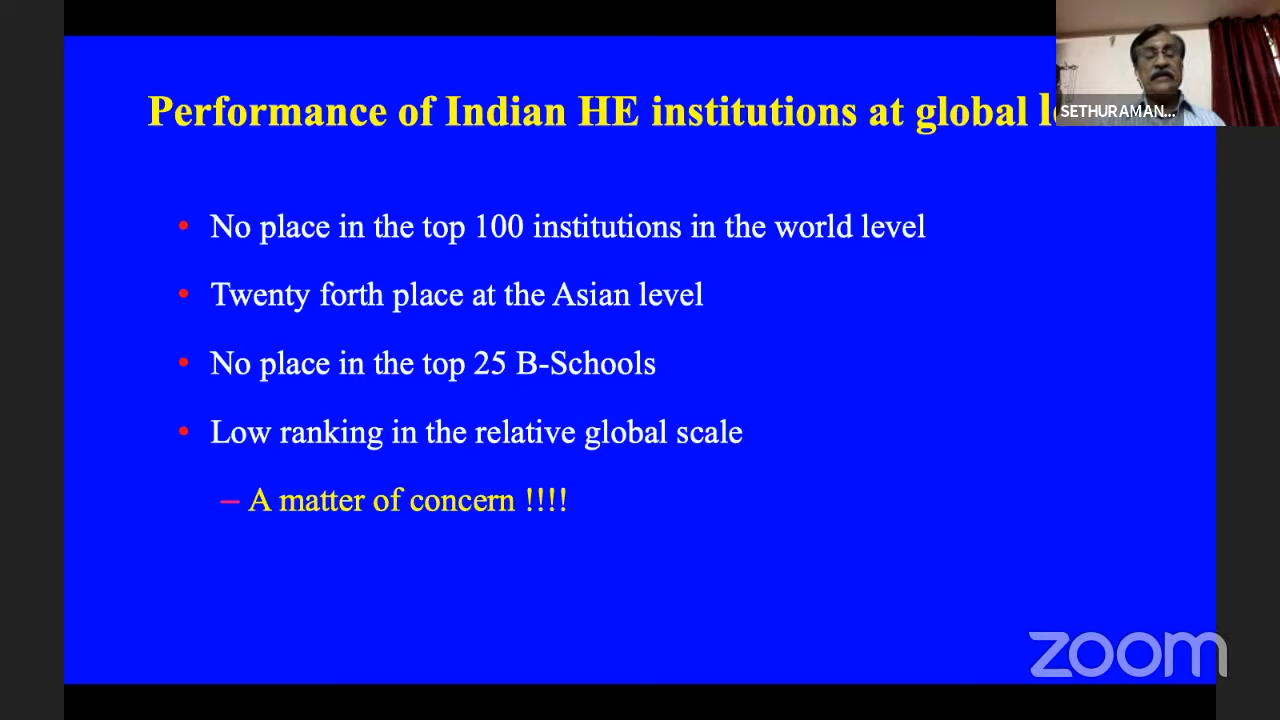 Performance of Indian HE institutions at global
SETHURAMAN...
No place in the top 100 institutions in the world level
Twenty forth place at the Asian level
No place in the top 25 B-Schools
Low ranking in the relative global scale
– A matter of concern !!!!
zoom